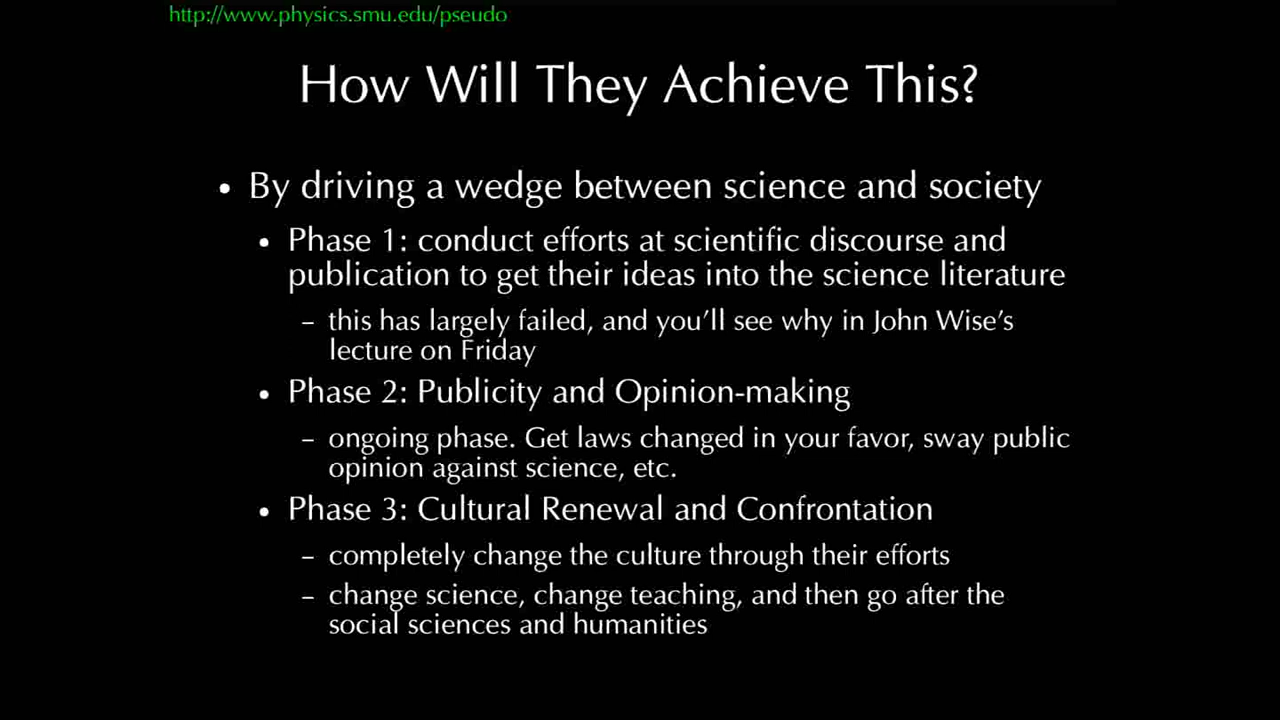 http://www.physics.smu.edu/pseudo
How Will They Achieve This?
• By driving a wedge between science and society
• Phase 1: conduct efforts at scientific discourse and
publication to get their ideas into the science literature
– this has largely failed, and you’ll see why in John Wise’s
lecture on Friday
• Phase 2: Publicity and Opinion-making
– ongoing phase. Get laws changed in your favor, sway public
opinion against science, etc.
• Phase 3: Cultural Renewal and Confrontation
– completely change the culture through their efforts
– change science, change teaching, and then go after the
social sciences and humanities